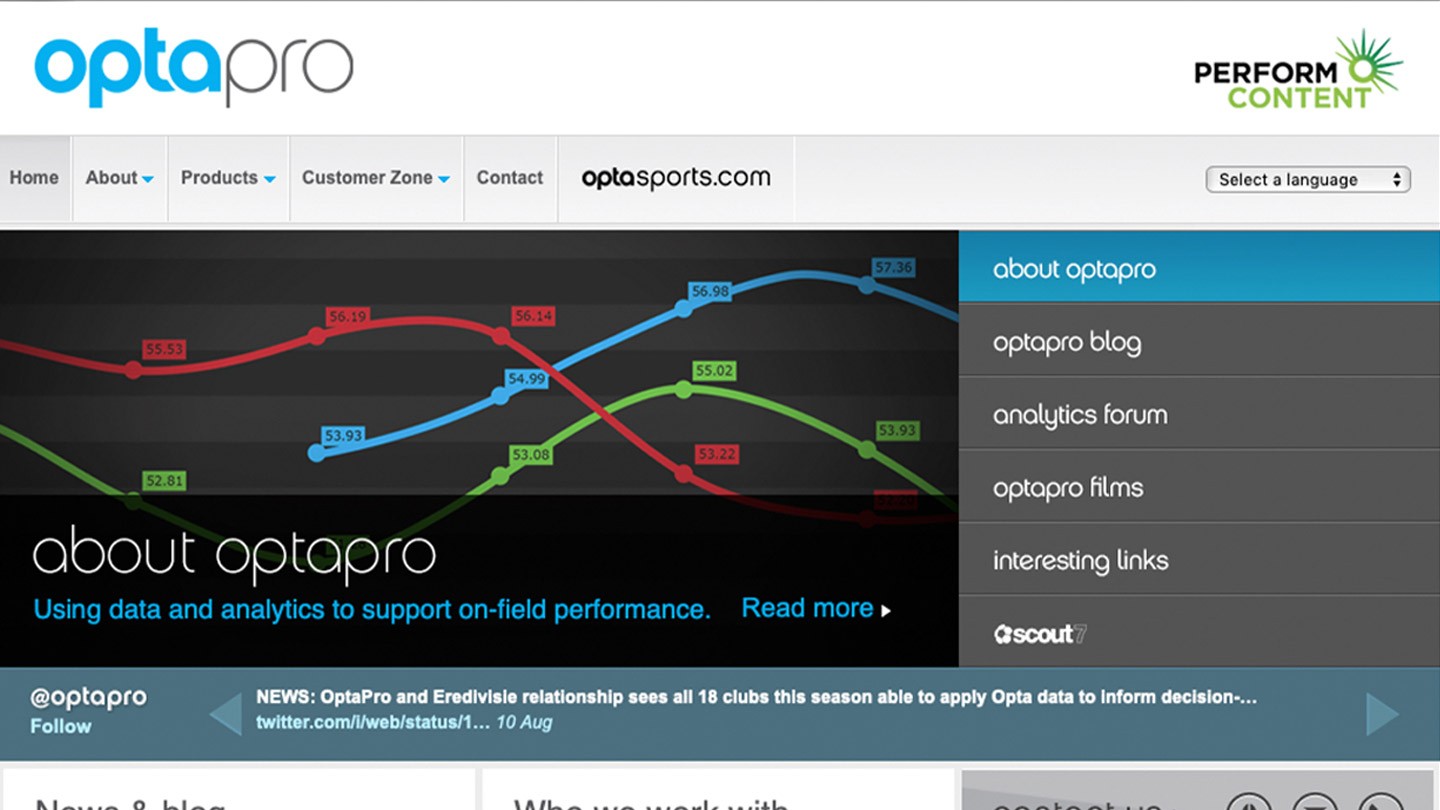 optapro
PERFORM
CONTENT
Home About Products Customer Zone Contact optasports.com
Select a language
57.36
56.98
56.19
56.14
55.53
55.02
54.99
53.93
53.93
53.08
53.22
52.81
about optapro
Using data and analytics to support on-field performance. Read more
about optapro
optapro blog
analytics forum
optapro films
interesting links
scout7
@optapro
Follow
NEWS: OptaPro and Eredivisie relationship sees all 18 clubs this season able to apply Opta data to inform decision-...
twitter.com/i/web/status/1... 10 Aug
News & blog
Who we work with
contact us